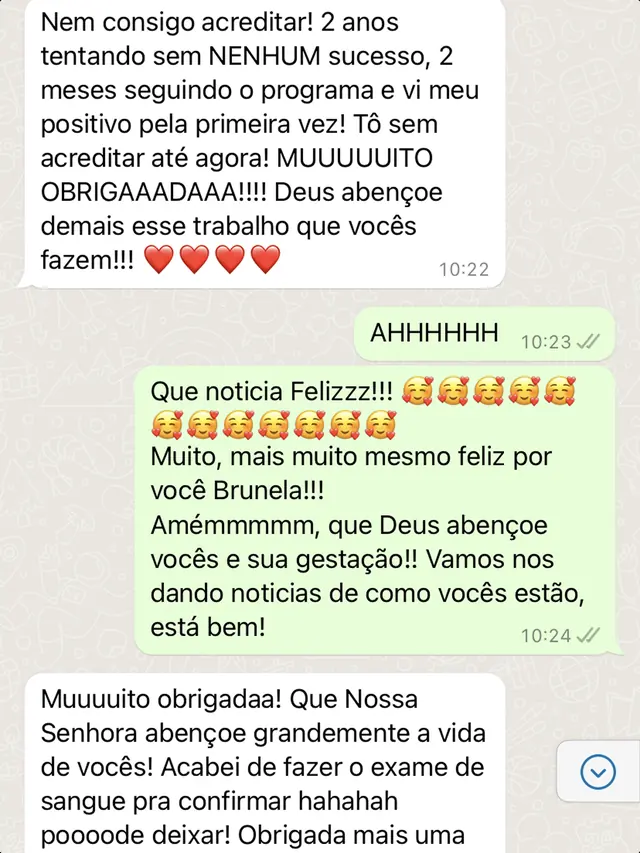 Nem consigo acreditar! 2 anos
tentando sem NENHUM sucesso, 2
meses seguindo o programa e vi meu
positivo pela primeira vez! Tô sem
acreditar até agora! MUUUUUITO
OBRIGAAADAAA!!!! Deus abençoe
demais esse trabalho que vocês
fazem!!! ❤️❤️❤️❤️
10:22
AHHHHHH
10:23
Que noticia Felizzz!!! 🥰🥰🥰🥰🥰
🥰🥰🥰🥰🥰🥰🥰
Muito, mais muito mesmo feliz por
você Brunela!!!
Amémmmmm, que Deus abençoe
vocês e sua gestação!! Vamos nos
dando noticias de como vocês estão,
está bem!
10:24
Muuuuito obrigadaa! Que Nossa
Senhora abençoe grandemente a vida
de vocês! Acabei de fazer o exame de
sangue pra confirmar hahahah
poooode deixar! Obrigada mais uma